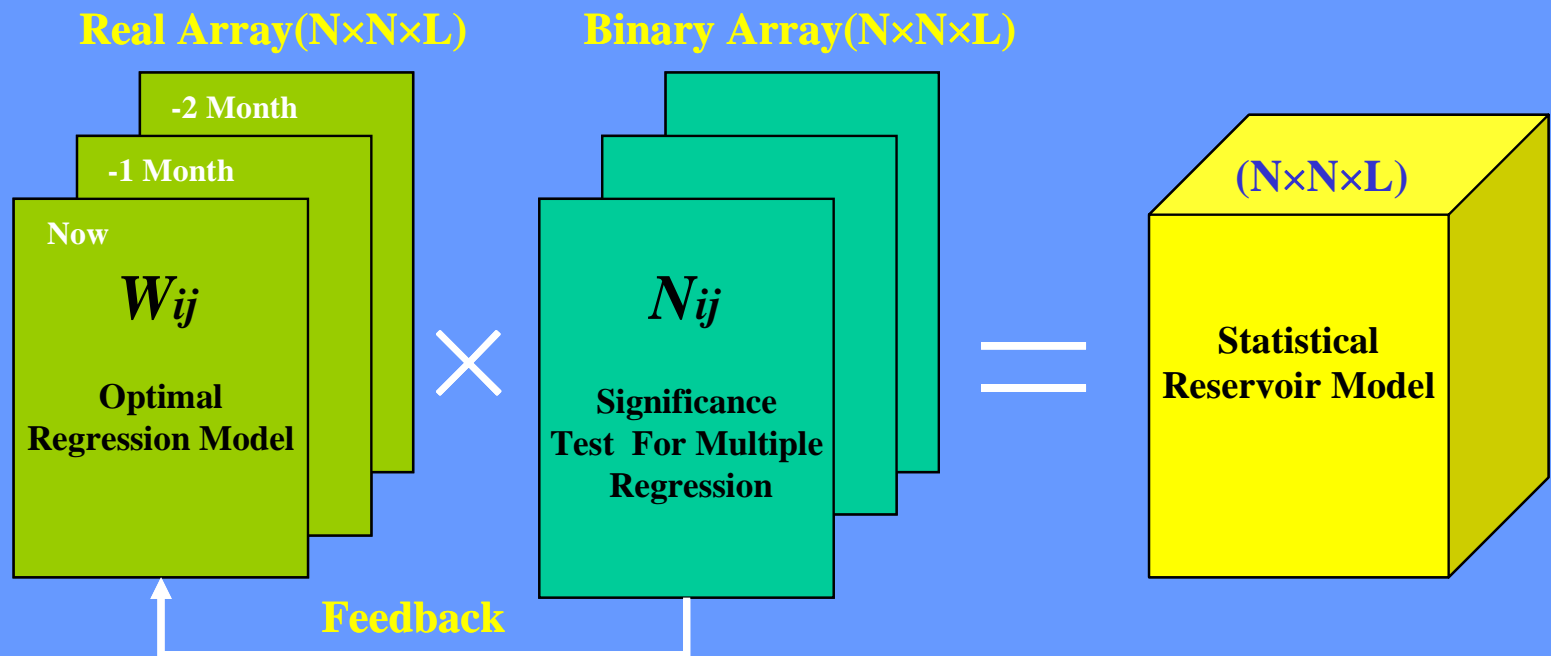 Real Array(N×N×L)
Binary Array(N×N×L)
-2 Month
-1 Month
Now
Wij
Optimal
Regression Model
Nij
Significance
Test For Multiple
Regression
(N×N×L)
Statistical
Reservoir Model
Feedback